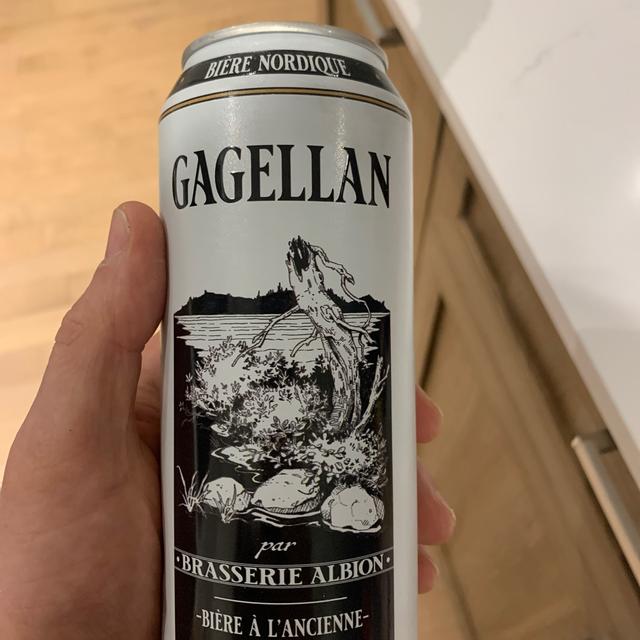 BIÈRE NORDIQUE
GAGELLAN
par
·BRASSERIE ALBION·
-BIÈRE À L'ANCIENNE-